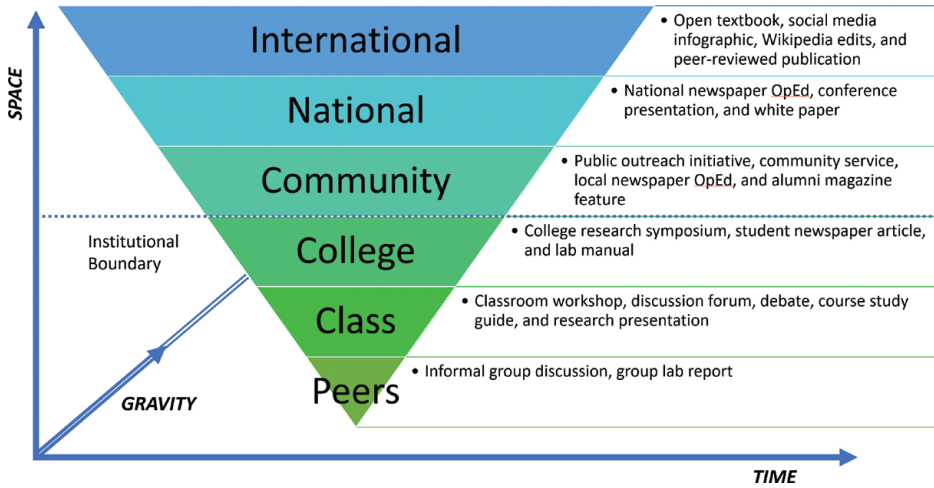 SPACE
International
• Open textbook, social media
infographic, Wikipedia edits, and
peer-reviewed publication
National
• National newspaper OpEd, conference
presentation, and white paper
Community
• Public outreach initiative, community service,
local newspaper OpEd, and alumni magazine
feature
Institutional
Boundary
College
• College research symposium, student newspaper article,
and lab manual
Class
• Classroom workshop, discussion forum, debate, course study
guide, and research presentation
Peers
• Informal group discussion, group lab report
GRAVITY
TIME